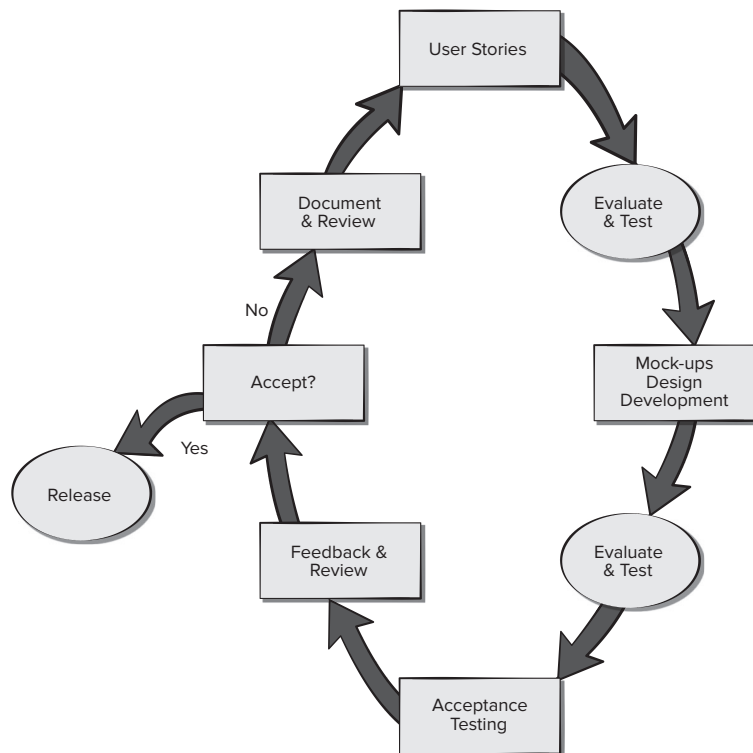 User Stories
Evaluate
& Test
Mock-ups
Design
Development
Evaluate
& Test
Acceptance
Testing
Feedback &
Review
Accept?
Yes
Release
No
Document
& Review